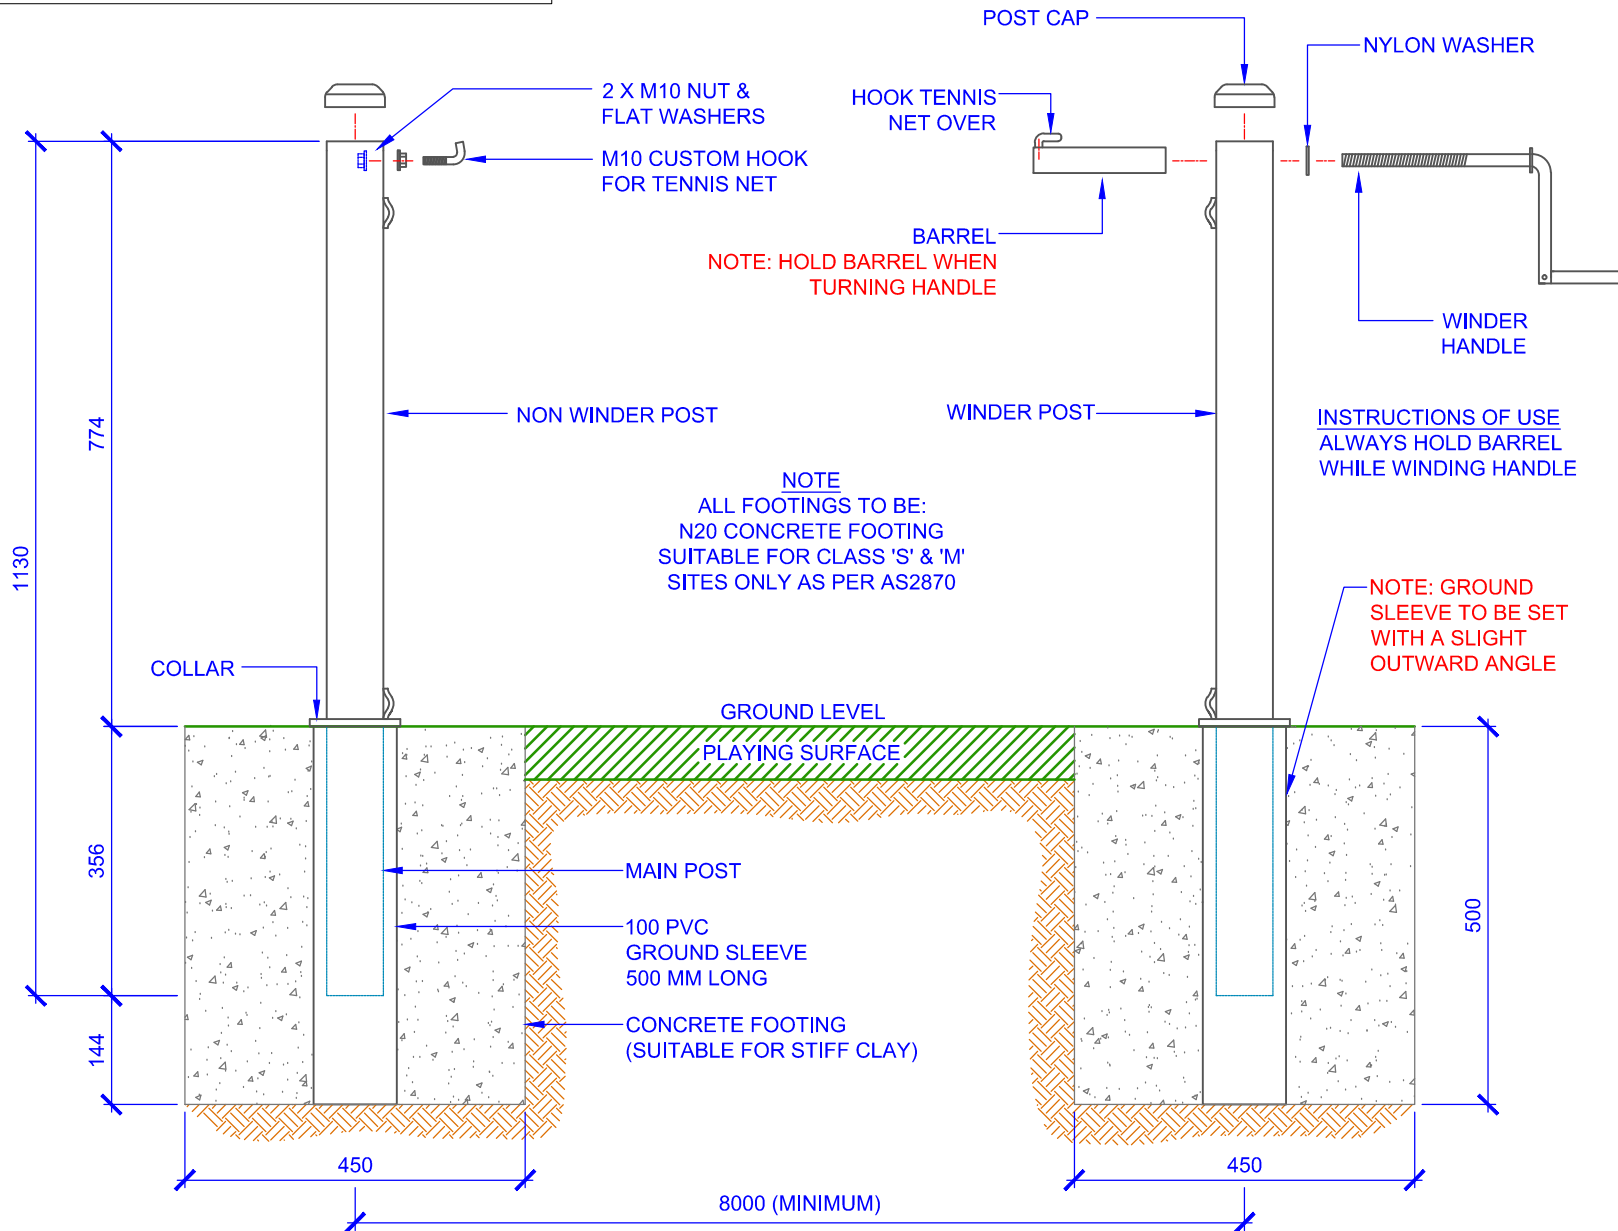 POST CAP
NYLON WASHER
2 X M10 NUT &
FLAT WASHERS
HOOK TENNIS
NET OVER
M10 CUSTOM HOOK
FOR TENNIS NET
BARREL
NOTE: HOLD BARREL WHEN
TURNING HANDLE
WINDER
HANDLE
NON WINDER POST
WINDER POST
INSTRUCTIONS OF USE
ALWAYS HOLD BARREL
WHILE WINDING HANDLE
774
1130
NOTE
ALL FOOTINGS TO BE:
N20 CONCRETE FOOTING
SUITABLE FOR CLASS 'S' & 'M'
SITES ONLY AS PER AS2870
NOTE: GROUND
SLEEVE TO BE SET
WITH A SLIGHT
OUTWARD ANGLE
COLLAR
GROUND LEVEL
PLAYING SURFACE
356
MAIN POST
100 PVC
GROUND SLEEVE
500 MM LONG
500
CONCRETE FOOTING
(SUITABLE FOR STIFF CLAY)
144
450
450
8000 (MINIMUM)